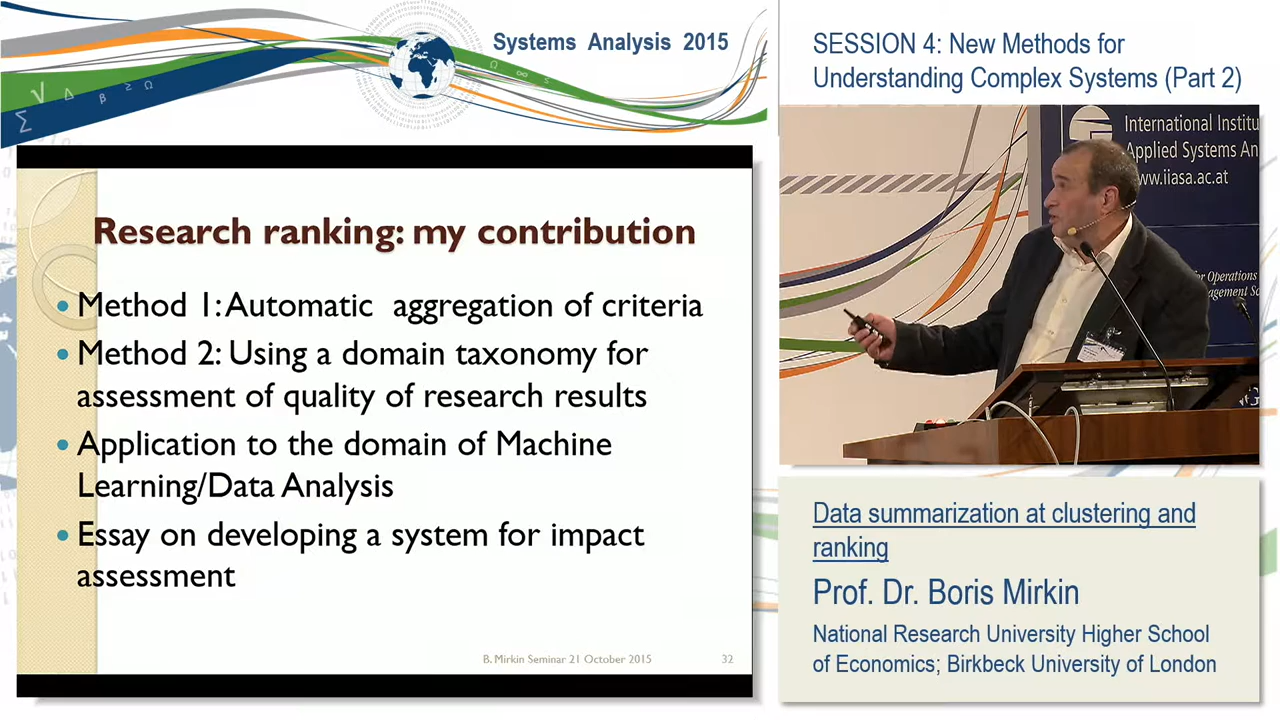 Systems Analysis 2015
SESSION 4: New Methods for
Understanding Complex Systems (Part 2)
International Institu
Applied Systems An
www.iiasa.ac.at
or Operations
agement Sc
Research ranking: my contribution
• Method 1: Automatic aggregation of criteria
• Method 2: Using a domain taxonomy for
assessment of quality of research results
• Application to the domain of Machine
Learning/Data Analysis
• Essay on developing a system for impact
assessment
B. Mirkin Seminar 21 October 2015 32
Data summarization at clustering and
ranking
Prof. Dr. Boris Mirkin
National Research University Higher School
of Economics; Birkbeck University of London